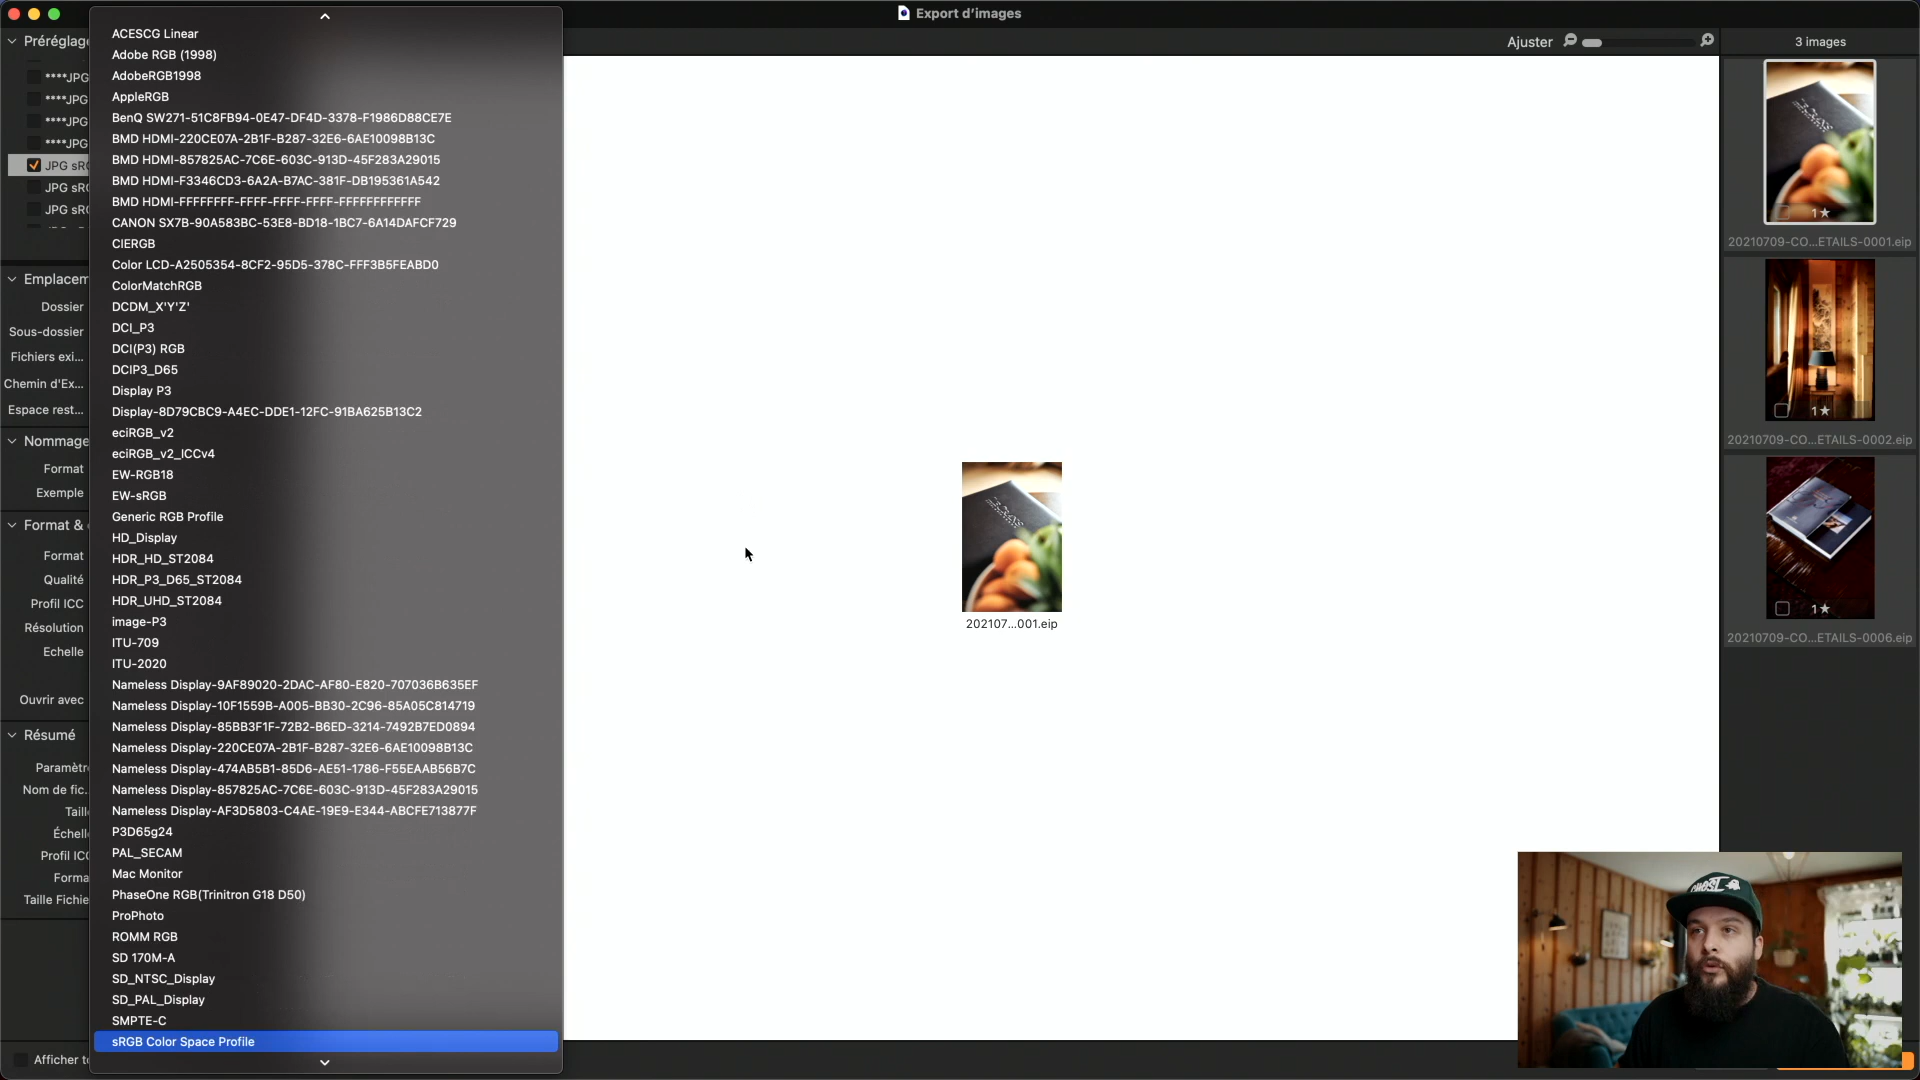 Export d'images
Préréglage
****JPG
****JPG
****JPG
****JPG
JPG sR
JPG sR
JPG sR
Emplacem
Dossier
Sous-dossier
Fichiers exi...
Chemin d'Ex...
Espace rest...
Nommage
Format
Exemple
Format &
Format
Qualité
Profil ICC
Résolution
Echelle
Ouvrir avec
Résumé
Paramètr
Nom de fic..
Taill
Échell
Profil IC
Forma
Taille Fichie
Afficher to
ACESCG Linear
Adobe RGB (1998)
AdobeRGB1998
AppleRGB
BenQ SW271-51C8FB94-0E47-DF4D-3378-F1986D88CE7E
BMD HDMI-220CE07A-2B1F-B287-32E6-6AE10098B13C
BMD HDMI-857825AC-7C6E-603C-913D-45F283A29015
BMD HDMI-F3346CD3-6A2A-B7AC-381F-DB195361A542
BMD HDMI-FFFFFFFF-FFFF-FFFF-FFFF-FFFFFFFFFFFF
CANON SX7B-90A583BC-53E8-BD18-1BC7-6A14DAFCF729
CIERGB
Color LCD-A2505354-8CF2-95D5-378C-FFF3B5FEABD0
ColorMatchRGB
DCDM_X'Y'Z'
DCI_P3
DCI(P3) RGB
DCIP3_D65
Display P3
Display-8D79CBC9-A4EC-DDE1-12FC-91BA625B13C2
eciRGB_v2
eciRGB_v2_ICCv4
EW-RGB18
EW-sRGB
Generic RGB Profile
HD_Display
HDR_HD_ST2084
HDR_P3_D65_ST2084
HDR_UHD_ST2084
image-P3
ITU-709
ITU-2020
Nameless Display-9AF89020-2DAC-AF80-E820-707036B635EF
Nameless Display-10F1559B-A005-BB30-2C96-85A05C814719
Nameless Display-85BB3F1F-72B2-B6ED-3214-7492B7ED0894
Nameless Display-220CE07A-2B1F-B287-32E6-6AE10098B13C
Nameless Display-474AB5B1-85D6-AE51-1786-F55EAAB56B7C
Nameless Display-857825AC-7C6E-603C-913D-45F283A29015
Nameless Display-AF3D5803-C4AE-19E9-E344-ABCFE713877F
P3D65g24
PAL_SECAM
Mac Monitor
PhaseOne RGB(Trinitron G18 D50)
ProPhoto
ROMM RGB
SD 170M-A
SD_NTSC_Display
SD_PAL_Display
SMPTE-C
sRGB Color Space Profile
202107...001.eip
Ajuster
3 images
1★
20210709-CO...ETAILS-0001.eip
1★
20210709-CO...ETAILS-0002.eip
1★
20210709-CO...ETAILS-0006.eip
GHOST